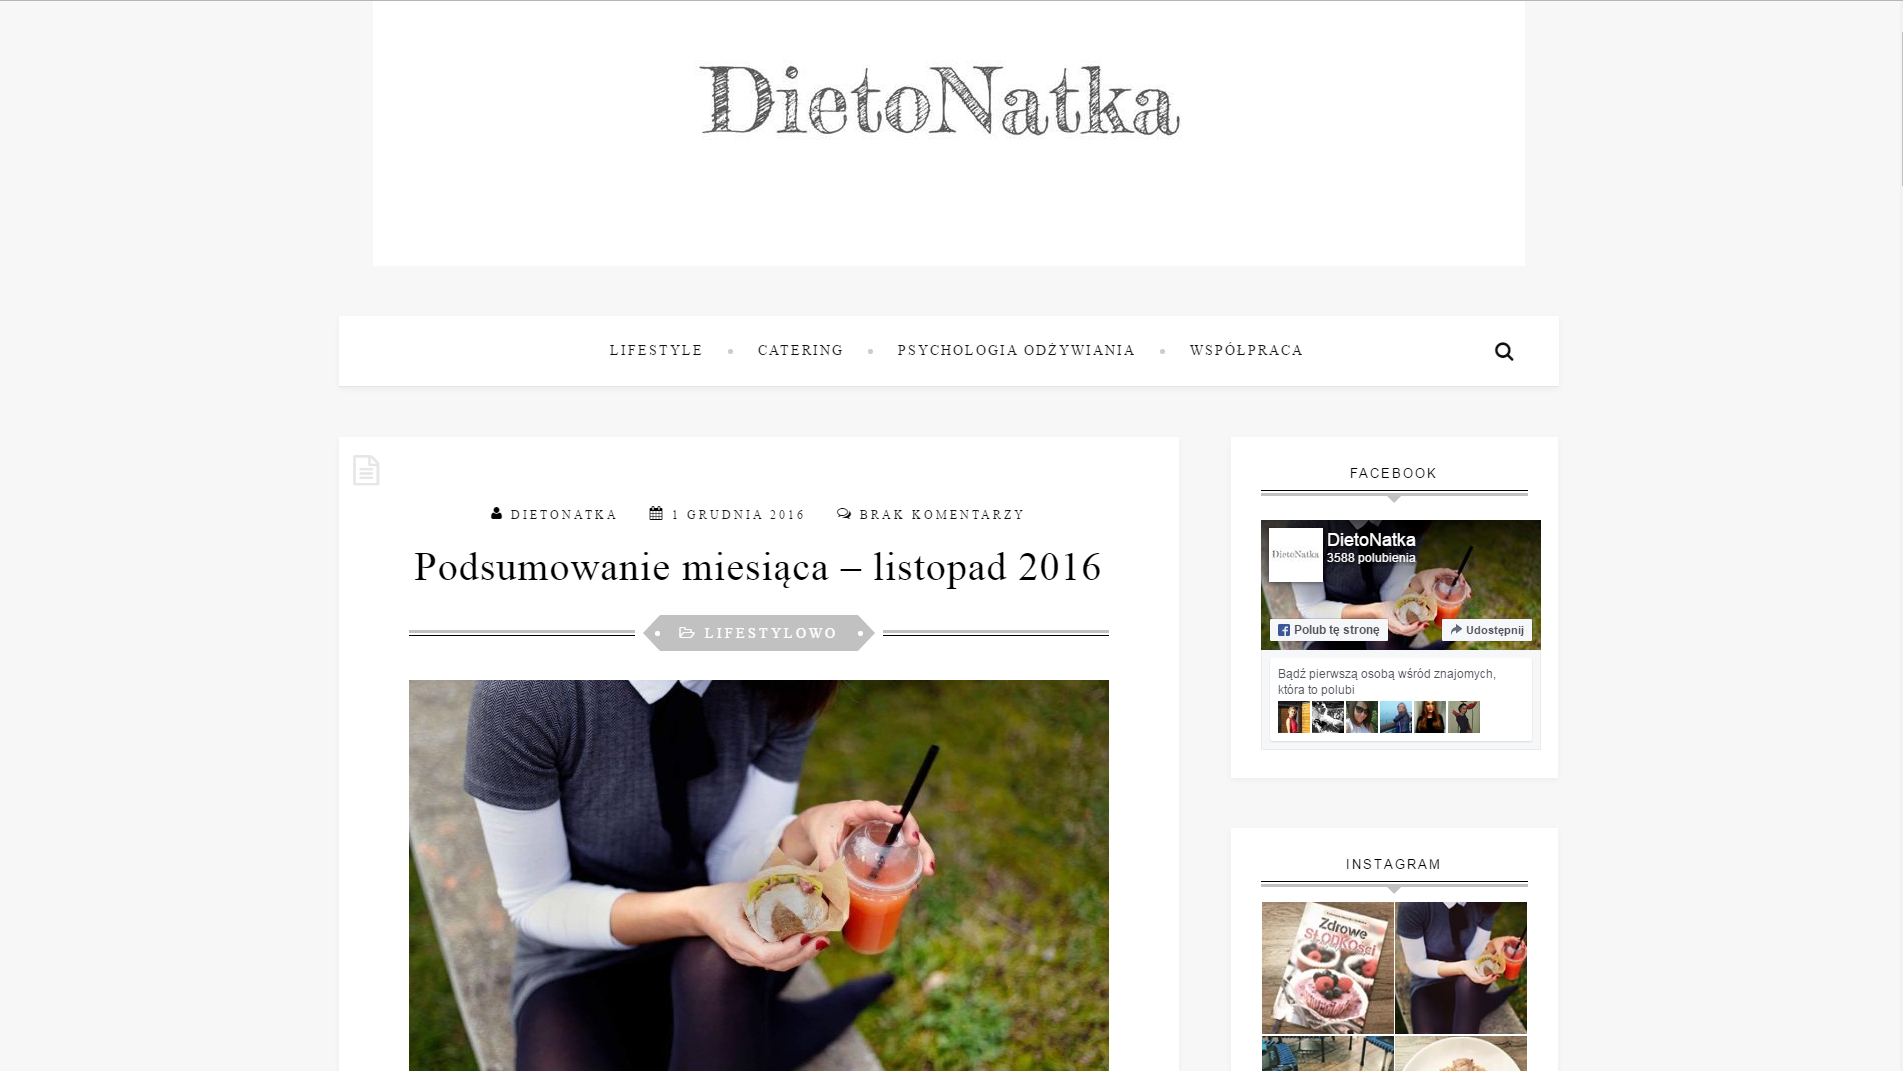 DietoNatka
LIFESTYLE
CATERING
PSYCHOLOGIA ODŻYWIANIA
WSPÓŁPRACA
DIETONATKA
1 GRUDNIA 2016
BRAK KOMENTARZY
Podsumowanie miesiąca – listopad 2016
LIFESTYLOWO
FACEBOOK
DietoNatka
DietoNatka
3588 polubienia
Polub tę stronę
Udostępnij
Bądź pierwszą osobą wśród znajomych,
która to polubi
INSTAGRAM
Zdrowe
SŁODKOŚCI